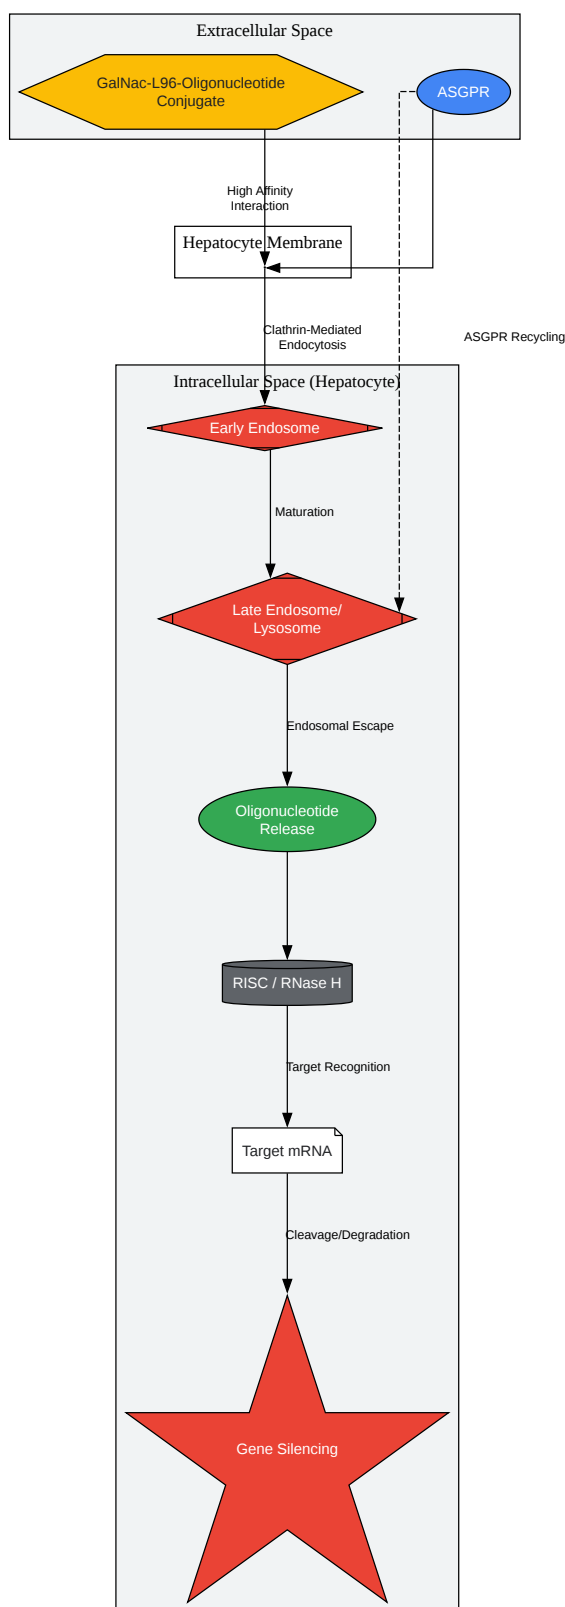 Extracellular Space
GalNac-L96-Oligonucleotide
Conjugate
ASGPR
High Affinity
Interaction
Hepatocyte Membrane
Clathrin-Mediated
Endocytosis
ASGPR Recycling
Intracellular Space (Hepatocyte)
Early Endosome
Maturation
Late Endosome/
Lysosome
Endosomal Escape
Oligonucleotide
Release
RISC / RNase H
Target Recognition
Target mRNA
Cleavage/Degradation
Gene Silencing